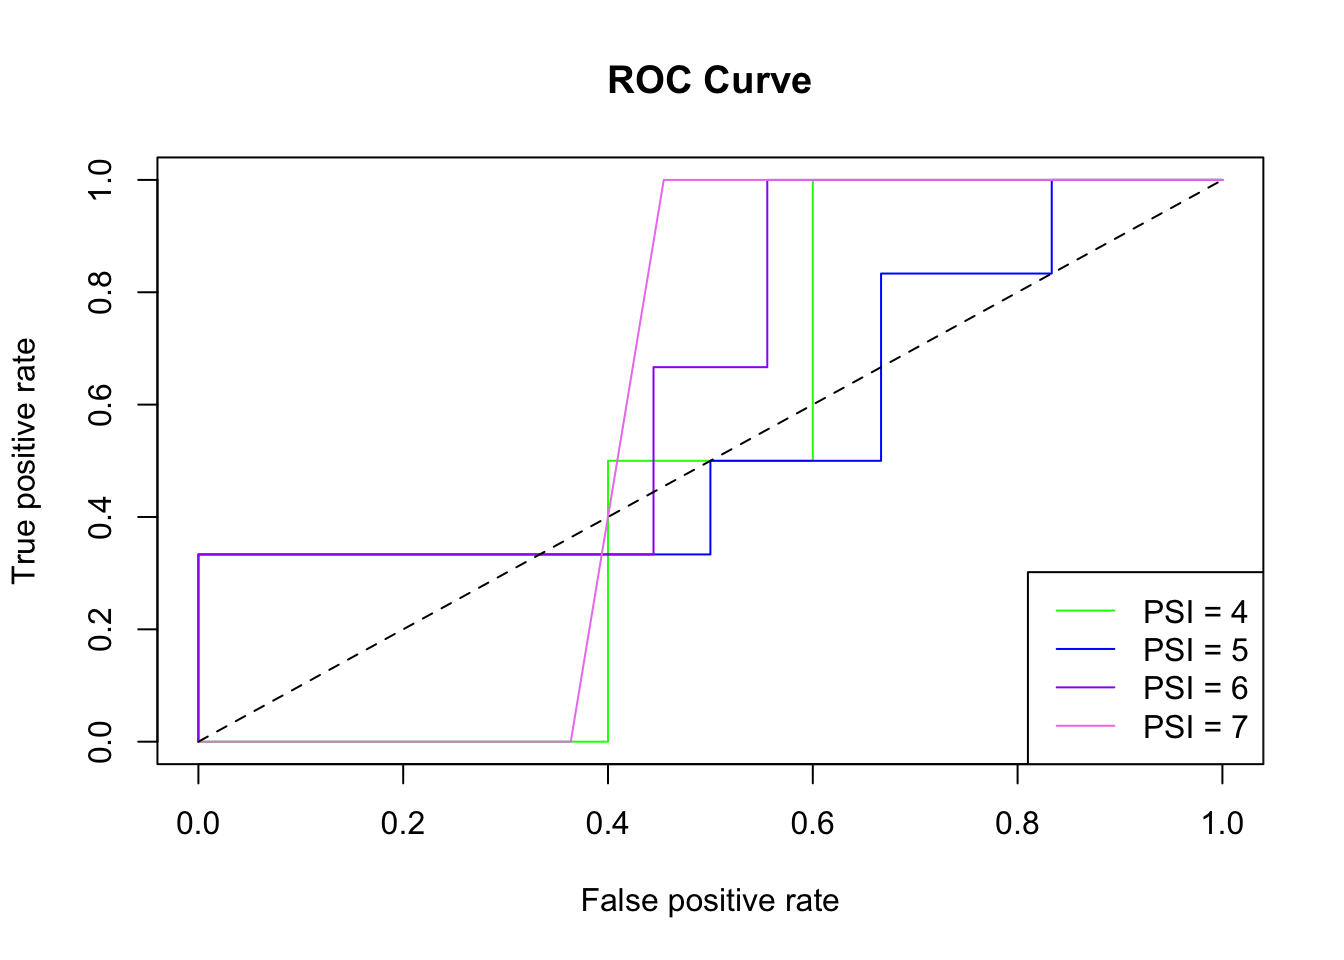 ROC Curve
True positive rate
1.0
0.8
0.6
0.4
0.2
0.0
PSI = 4
PSI = 5
PSI = 6
PSI = 7
0.0 0.2 0.4 0.6 0.8 1.0
False positive rate